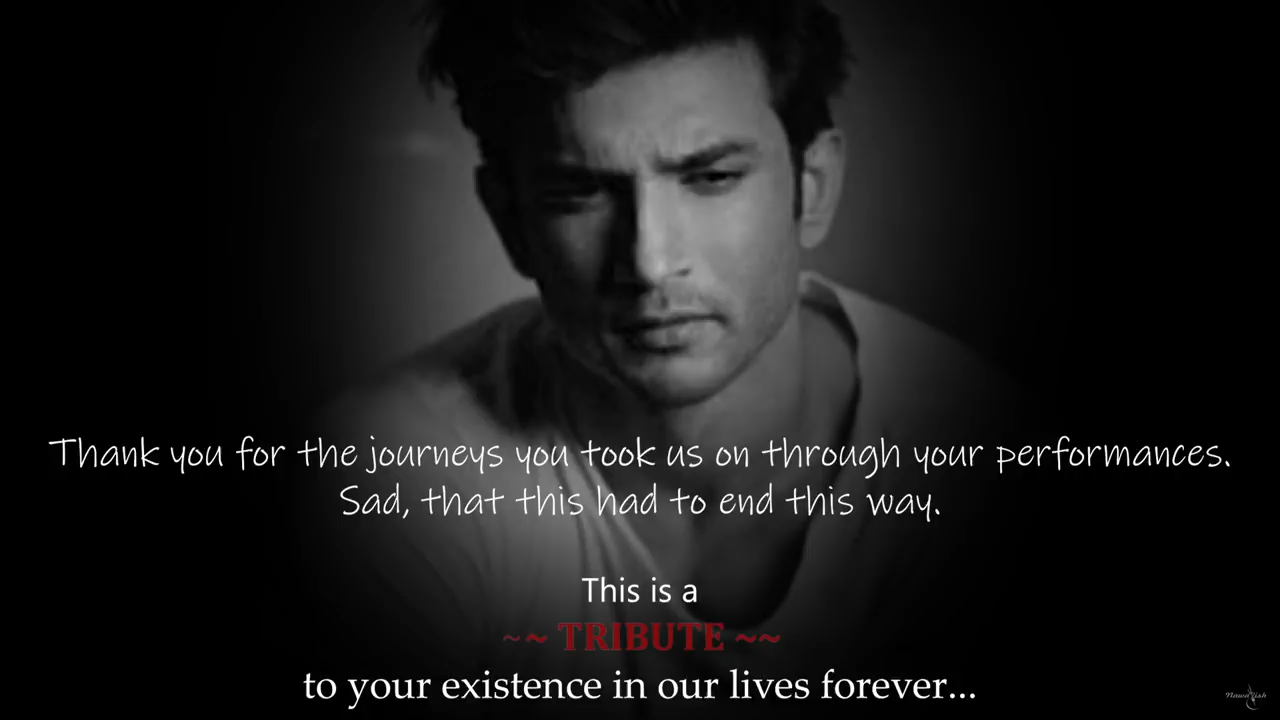 Thank you for the journeys you took us on through your performances.
Sad, that this had to end this way.
This is a
~~ TRIBUTE ~~
to your existence in our lives forever...